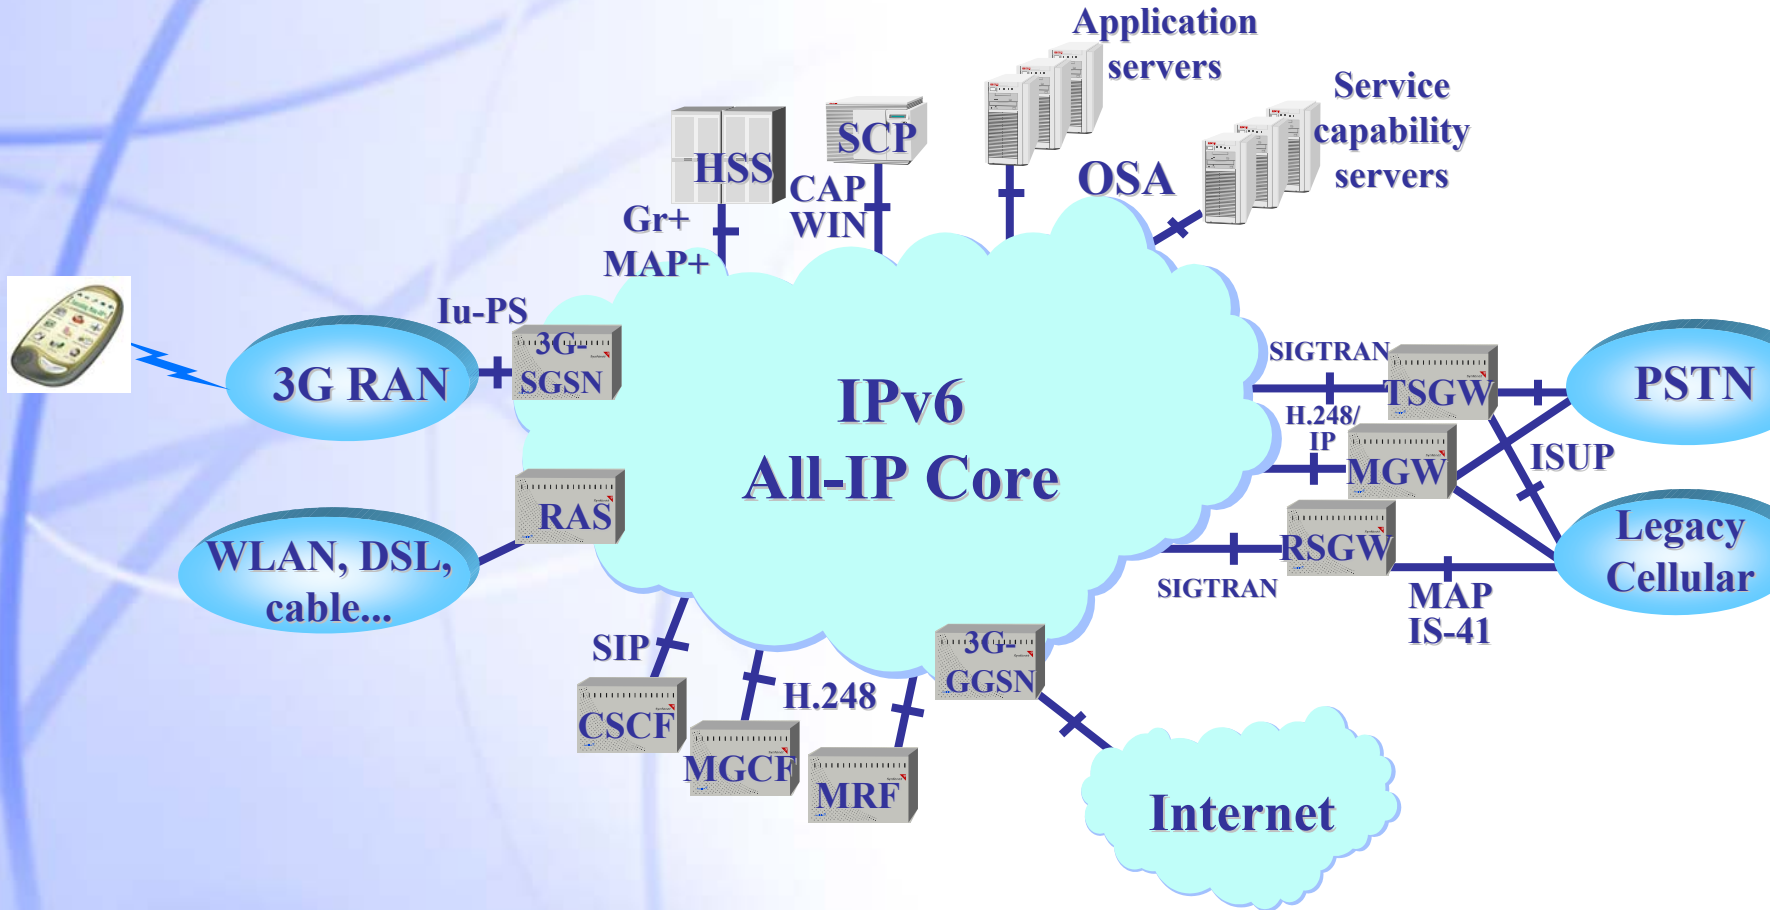 Application
servers
Service
capability
servers
HSS
SCP
OSA
CAP
WIN
Gr+
MAP+
Iu-PS
3G-
SGSN
3G RAN
IPv6
All-IP Core
SIGTRAN
TSGW
PSTN
H.248/
IP
MGW
ISUP
RAS
RSGW
Legacy
Cellular
WLAN, DSL,
cable...
SIGTRAN
MAP
IS-41
SIP
3G-
GGSN
CSCF
H.248
MGCF
MRF
Internet